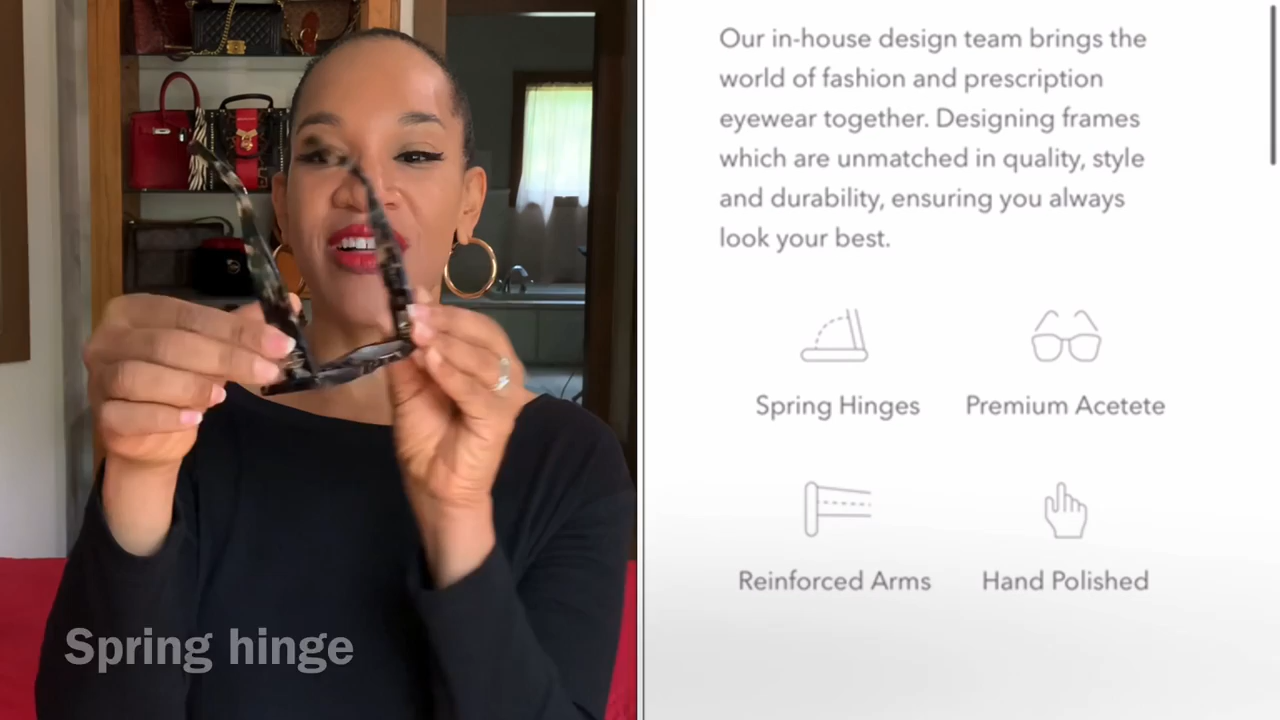 Spring hinge
Our in-house design team brings the
world of fashion and prescription
eyewear together. Designing frames
which are unmatched in quality, style
and durability, ensuring you always
look your best.
Spring Hinges
Premium Acetete
Reinforced Arms
Hand Polished